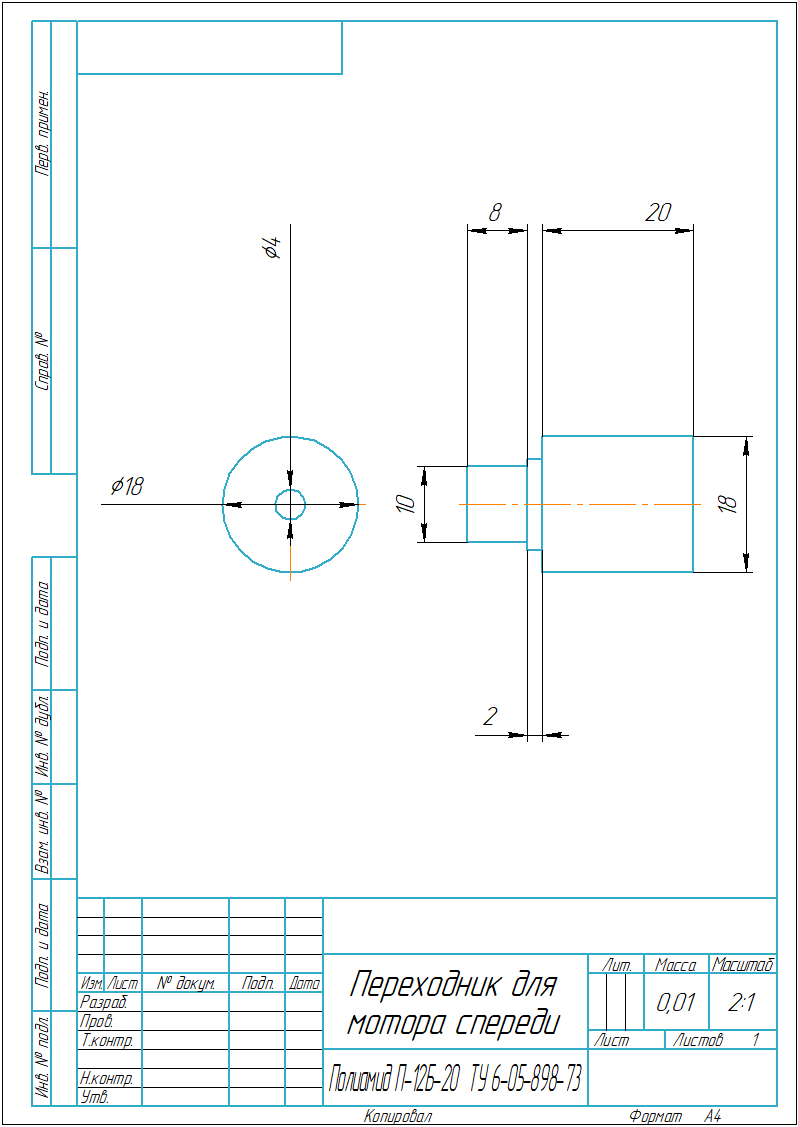 Перв. примен.
Справ. №
Подп. и дата
Инв. № дубл.
Взам. инв. №
Подп. и дата
Инв. № подл.
8
20
⌀4
⌀18
10
18
2
Изм. Лист № докум. Подп. Дата
Разраб.
Пров.
Т.контр.
Н.контр.
Утв.
Переходник для
мотора спереди
Лит. Масса Масштаб
0,01 2:1
Лист Листов 1
Полиамид П-12Б-20 ТУ 6-05-898-73
Копировал Формат А4